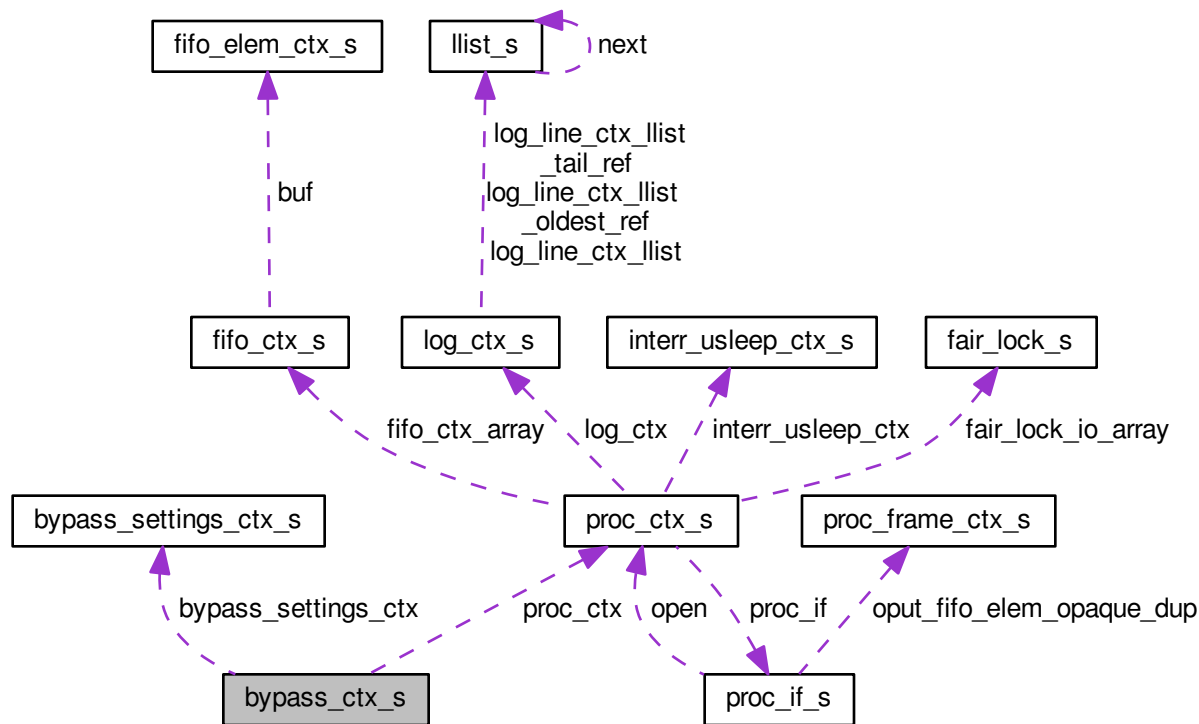 fifo_elem_ctx_s
llist_s
next
log_line_ctx_llist
_tail_ref
log_line_ctx_llist
_oldest_ref
log_line_ctx_llist
buf
fifo_ctx_s
log_ctx_s
interr_usleep_ctx_s
fair_lock_s
fifo_ctx_array
log_ctx
interr_usleep_ctx
fair_lock_io_array
bypass_settings_ctx_s
proc_ctx_s
proc_frame_ctx_s
bypass_settings_ctx
proc_ctx
open
proc_if
oput_fifo_elem_opaque_dup
bypass_ctx_s
proc_if_s